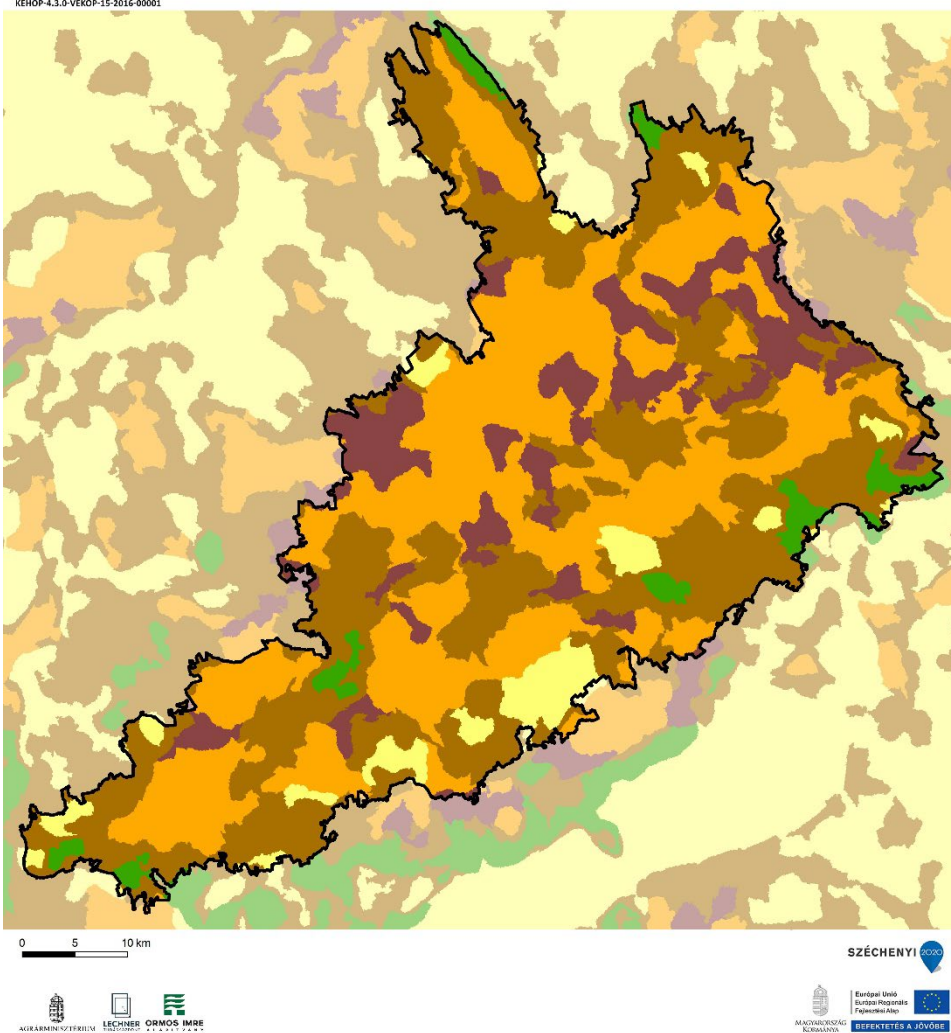 KEHOP-4.3.0-VEKOP-15-2016-00001
0 5 10 km
SZÉCHENYI 2020
AGRÁRMINISZTÉRIUM
LECHNER
ORMOS IMRE
ALAPÍTVÁNY
MAGYARORSZÁG
KORMÁNYA
Európai Unió
Európai Regionális
Fejlesztési Alap
BEFEKTETÉS A JÖVŐBE